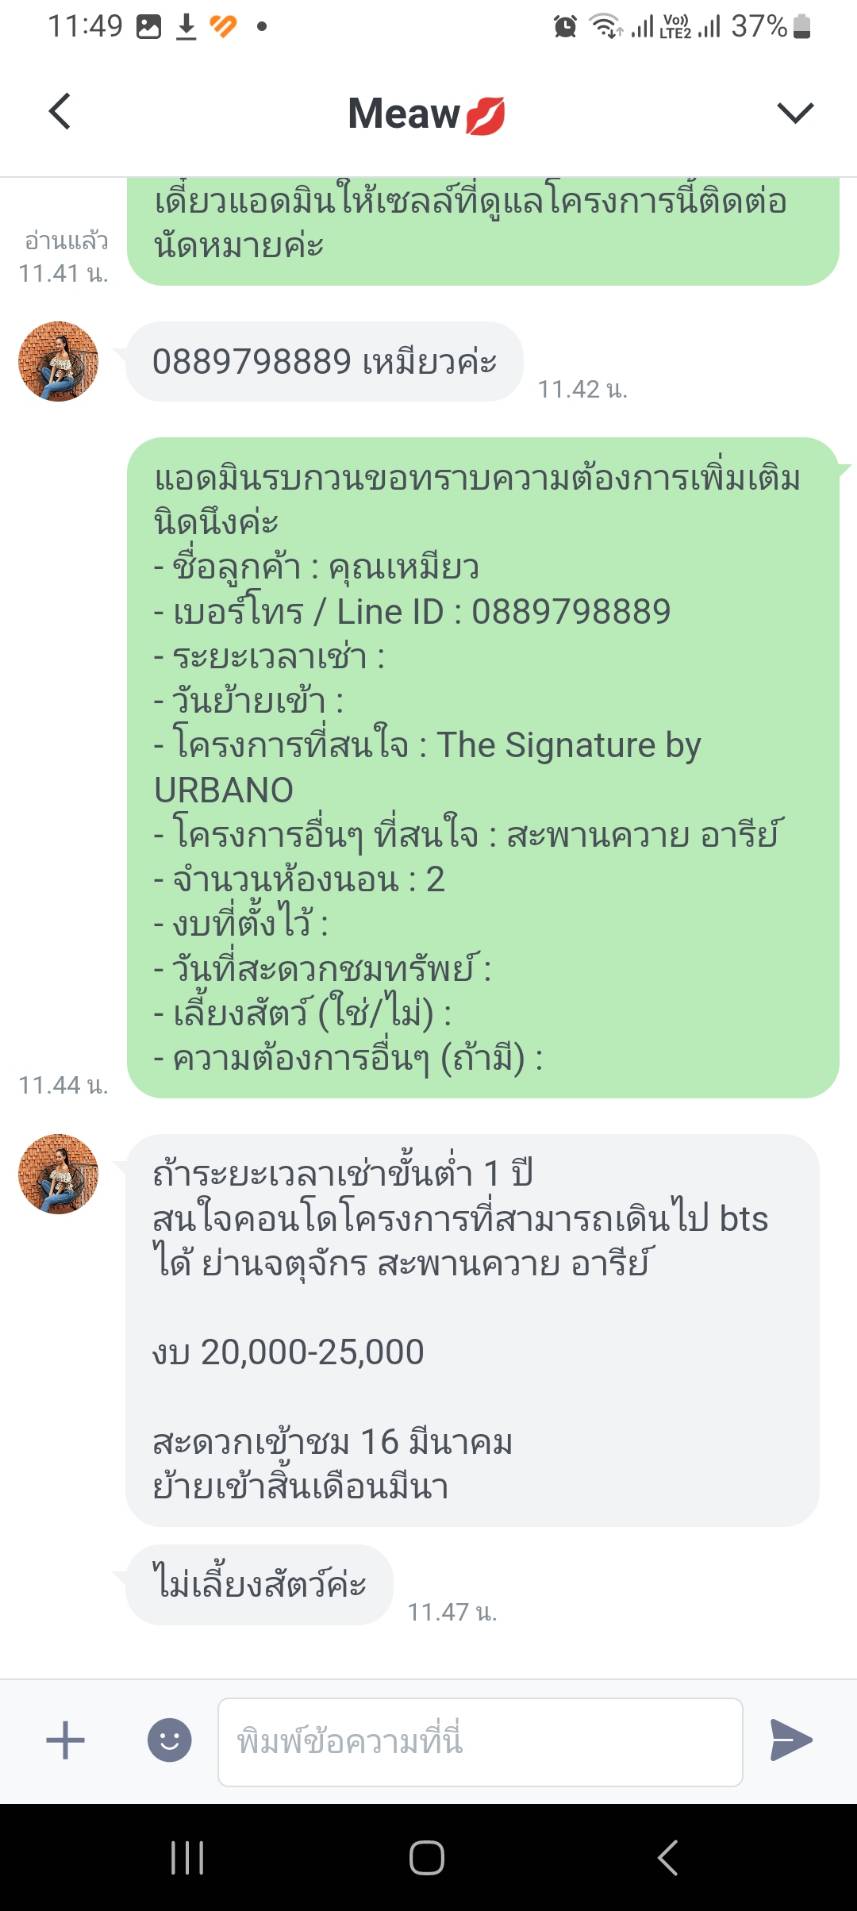 11:49
Vo))
LTE2
37%
Meaw💋
เดี๋ยวแอดมินให้เซลล์ที่ดูแลโครงการนี้ติดต่อ
นัดหมายค่ะ
อ่านแล้ว
11.41 น.
0889798889 เหมียวค่ะ
11.42 น.
แอดมินรบกวนขอทราบความต้องการเพิ่มเติม
นิดนึงค่ะ
- ชื่อลูกค้า : คุณเหมียว
- เบอร์โทร / Line ID : 0889798889
- ระยะเวลาเช่า :
- วันย้ายเข้า :
- โครงการที่สนใจ : The Signature by
URBANO
- โครงการอื่นๆ ที่สนใจ : สะพานควาย อารีย์
- จำนวนห้องนอน : 2
- งบที่ตั้งไว้ :
- วันที่สะดวกชมทรัพย์ :
- เลี้ยงสัตว์ (ใช่/ไม่) :
- ความต้องการอื่นๆ (ถ้ามี) :
11.44 น.
ถ้าระยะเวลาเช่าขั้นต่ำ 1 ปี
สนใจคอนโดโครงการที่สามารถเดินไป bts
ได้ ย่านจตุจักร สะพานควาย อารีย์
งบ 20,000-25,000
สะดวกเข้าชม 16 มีนาคม
ย้ายเข้าสิ้นเดือนมีนา
ไม่เลี้ยงสัตว์ค่ะ
11.47 น.
พิมพ์ข้อความที่นี่